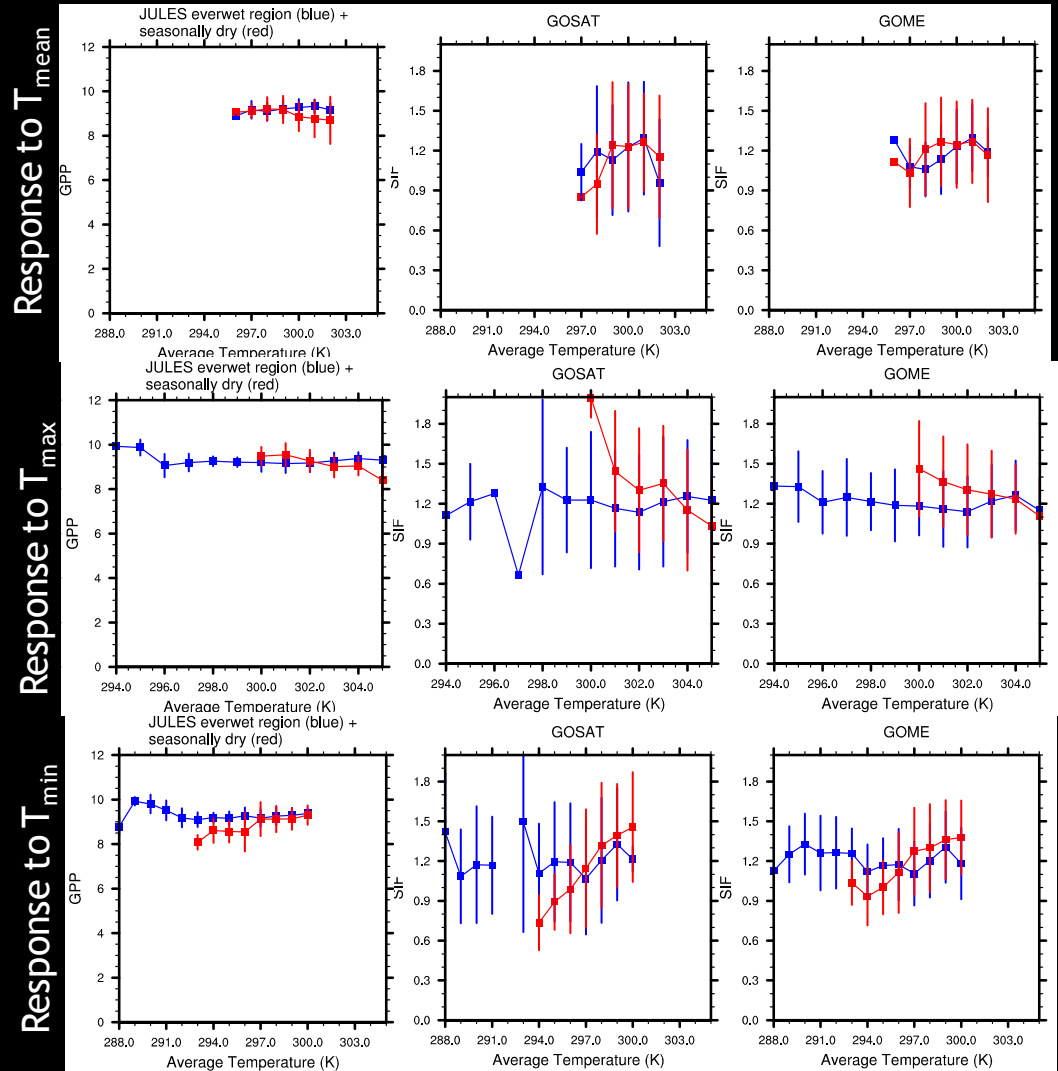 Response to Tmean
JULES everwet region (blue) +
seasonally dry (red)
12
10
8
6
4
2
0
GPP
288.0 291.0 294.0 297.0 300.0 303.0
Average Temperature (K)
GOSAT
1.8
1.5
1.2
0.9
0.6
0.3
0.0
SIF
288.0 291.0 294.0 297.0 300.0 303.0
Average Temperature (K)
GOME
1.8
1.5
1.2
0.9
0.6
0.3
0.0
SIF
288.0 291.0 294.0 297.0 300.0 303.0
Average Temperature (K)
Response to Tmax
JULES everwet region (blue) +
seasonally dry (red)
12
10
8
6
4
2
0
GPP
294.0 296.0 298.0 300.0 302.0 304.0
Average Temperature (K)
GOSAT
1.8
1.5
1.2
0.9
0.6
0.3
0.0
SIF
294.0 296.0 298.0 300.0 302.0 304.0
Average Temperature (K)
GOME
1.8
1.5
1.2
0.9
0.6
0.3
0.0
SIF
294.0 296.0 298.0 300.0 302.0 304.0
Average Temperature (K)
Response to Tmin
JULES everwet region (blue) +
seasonally dry (red)
12
10
8
6
4
2
0
GPP
288.0 291.0 294.0 297.0 300.0 303.0
Average Temperature (K)
GOSAT
1.8
1.5
1.2
0.9
0.6
0.3
0.0
SIF
288.0 291.0 294.0 297.0 300.0 303.0
Average Temperature (K)
GOME
1.8
1.5
1.2
0.9
0.6
0.3
0.0
SIF
288.0 291.0 294.0 297.0 300.0 303.0
Average Temperature (K)